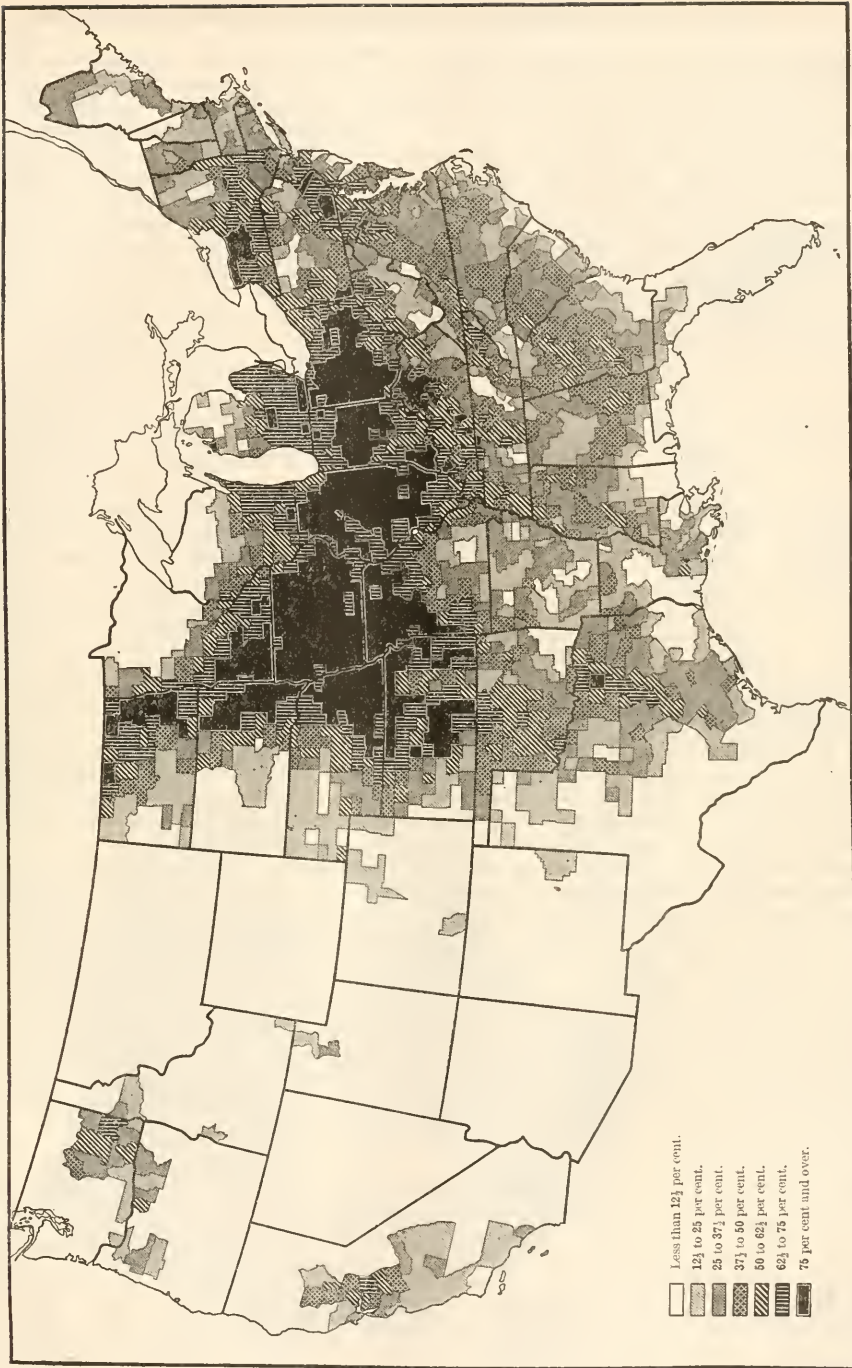 Less than 12½ per cent.
12½ to 25 per cent.
25 to 37½ per cent.
37½ to 50 per cent.
50 to 62½ per cent.
62½ to 75 per cent.
75 per cent and over.